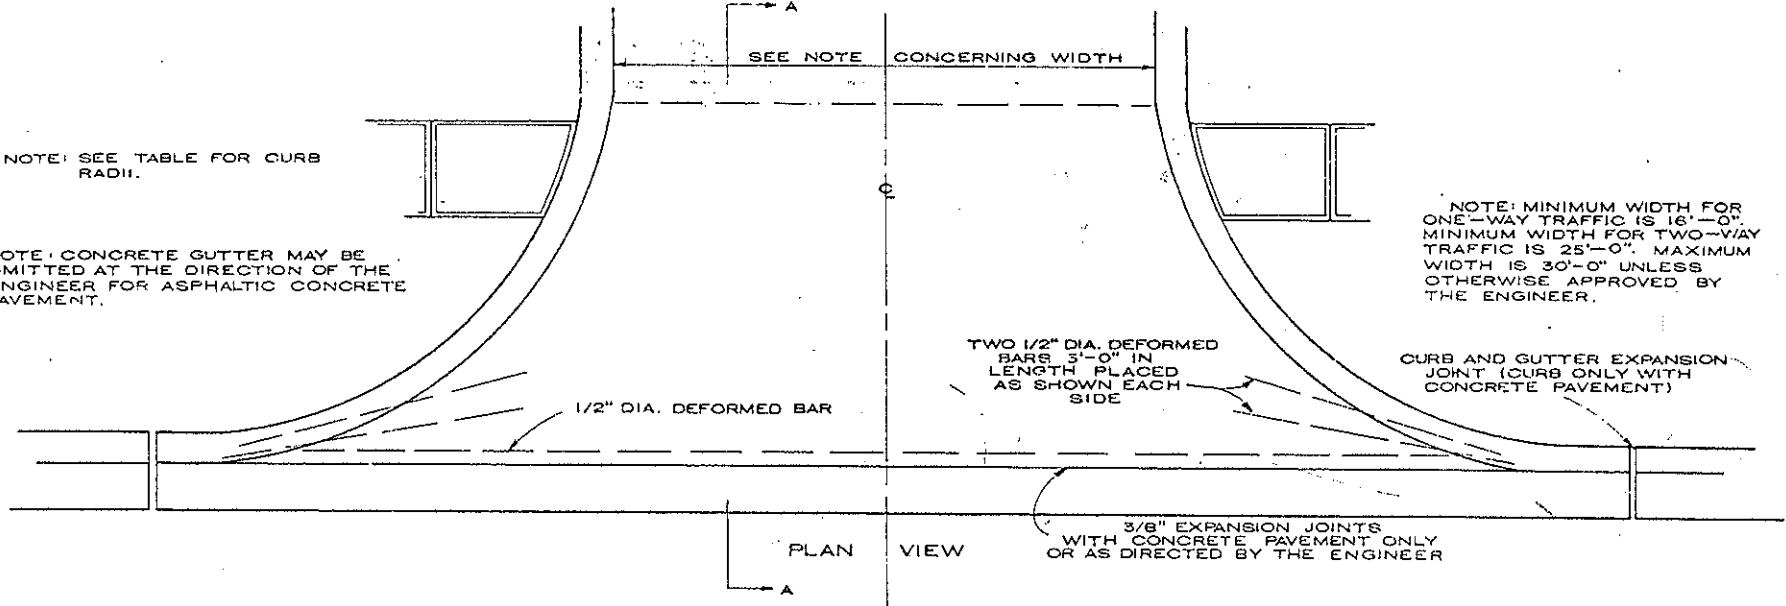 A
SEE NOTE CONCERNING WIDTH
NOTE: SEE TABLE FOR CURB
RADII.
OTE: CONCRETE GUTTER MAY BE
MITTED AT THE DIRECTION OF THE
NGINEER FOR ASPHALTIC CONCRETE
AVEMENT.
NOTE: MINIMUM WIDTH FOR
ONE-WAY TRAFFIC IS 16'-0".
MINIMUM WIDTH FOR TWO-WAY
TRAFFIC IS 25'-0". MAXIMUM
WIDTH IS 30'-0" UNLESS
OTHERWISE APPROVED BY
THE ENGINEER.
TWO 1/2" DIA. DEFORMED
BARS 3'-0" IN
LENGTH PLACED
AS SHOWN EACH
SIDE
CURB AND GUTTER EXPANSION
JOINT (CURB ONLY WITH
CONCRETE PAVEMENT)
1/2" DIA. DEFORMED BAR
3/8" EXPANSION JOINTS
WITH CONCRETE PAVEMENT ONLY
OR AS DIRECTED BY THE ENGINEER
PLAN VIEW
A